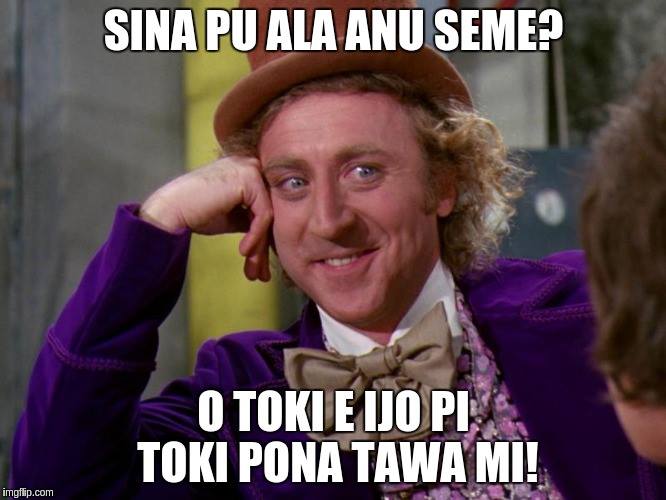 SINA PU ALA ANU SEME?
O TOKI E IJO PI
TOKI PONA TAWA MI!
imgflip.com